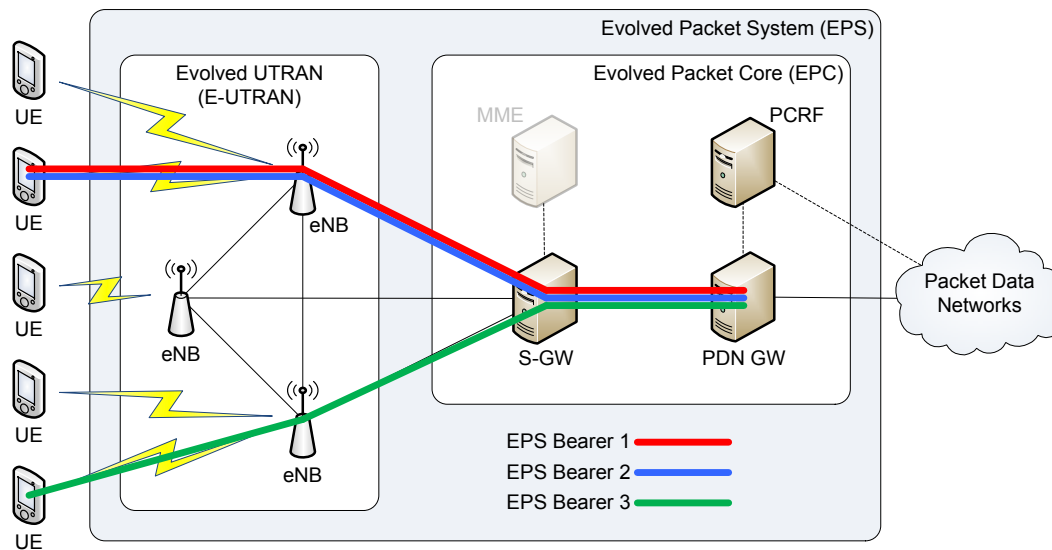 Evolved Packet System (EPS)
Evolved UTRAN
(E-UTRAN)
Evolved Packet Core (EPC)
UE
MME
PCRF
UE
eNB
UE
eNB
S-GW
PDN GW
Packet Data
Networks
UE
eNB
UE
EPS Bearer 1
EPS Bearer 2
EPS Bearer 3